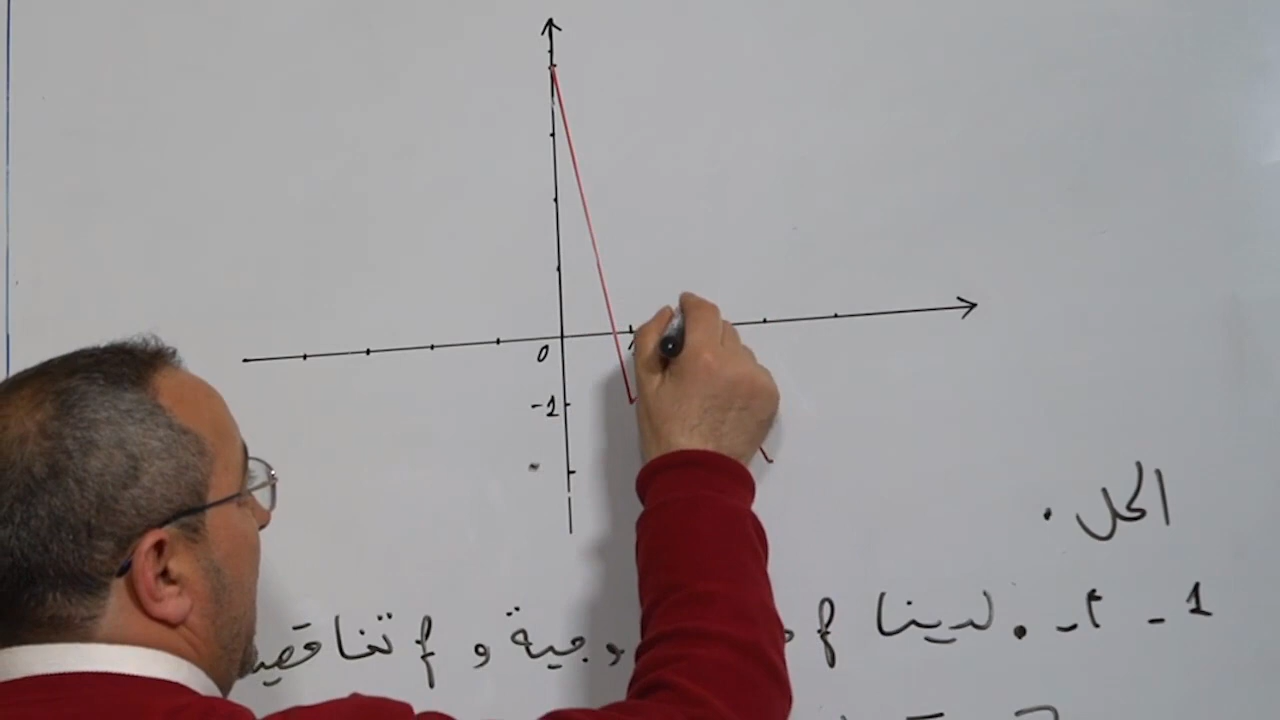 0
-1
الحل.
1 - أ - . لدينا f وجية و f تناقصية